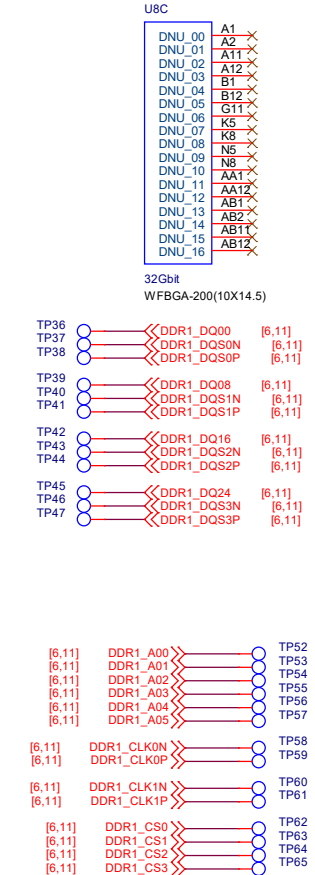 U8C
DNU_00 A1
DNU_01 A2
DNU_02 A11
DNU_03 A12
DNU_04 B1
DNU_05 B12
DNU_06 G11
DNU_07 K5
DNU_08 K8
DNU_09 N5
DNU_10 N8
DNU_11 AA1
DNU_12 AA12
DNU_13 AB1
DNU_14 AB2
DNU_15 AB11
DNU_16 AB12
32Gbit
WFBGA-200(10X14.5)
TP36 DDR1_DQ00 [6,11]
TP37 DDR1_DQS0N [6,11]
TP38 DDR1_DQS0P [6,11]
TP39 DDR1_DQ08 [6,11]
TP40 DDR1_DQS1N [6,11]
TP41 DDR1_DQS1P [6,11]
TP42 DDR1_DQ16 [6,11]
TP43 DDR1_DQS2N [6,11]
TP44 DDR1_DQS2P [6,11]
TP45 DDR1_DQ24 [6,11]
TP46 DDR1_DQS3N [6,11]
TP47 DDR1_DQS3P [6,11]
[6,11] DDR1_A00 TP52
[6,11] DDR1_A01 TP53
[6,11] DDR1_A02 TP54
[6,11] DDR1_A03 TP55
[6,11] DDR1_A04 TP56
[6,11] DDR1_A05 TP57
[6,11] DDR1_CLK0N TP58
[6,11] DDR1_CLK0P TP59
[6,11] DDR1_CLK1N TP60
[6,11] DDR1_CLK1P TP61
[6,11] DDR1_CS0 TP62
[6,11] DDR1_CS1 TP63
[6,11] DDR1_CS2 TP64
[6,11] DDR1_CS3 TP65